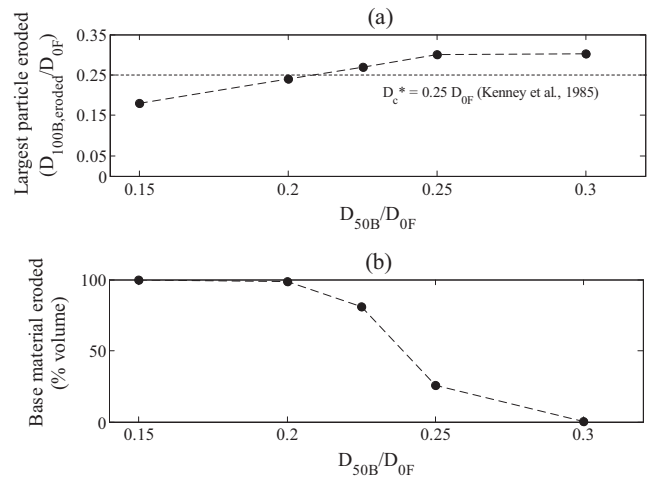 (a)
Largest particle eroded
(D100B,eroded/D0F)
0.35
0.25
0.15
0.05
0
Dc* = 0.25 D0F (Kenney et al., 1985)
0.15 0.2 0.25 0.3
D50B/D0F
(b)
Base material eroded
(% volume)
100
50
0
0.15 0.2 0.25 0.3
D50B/D0F